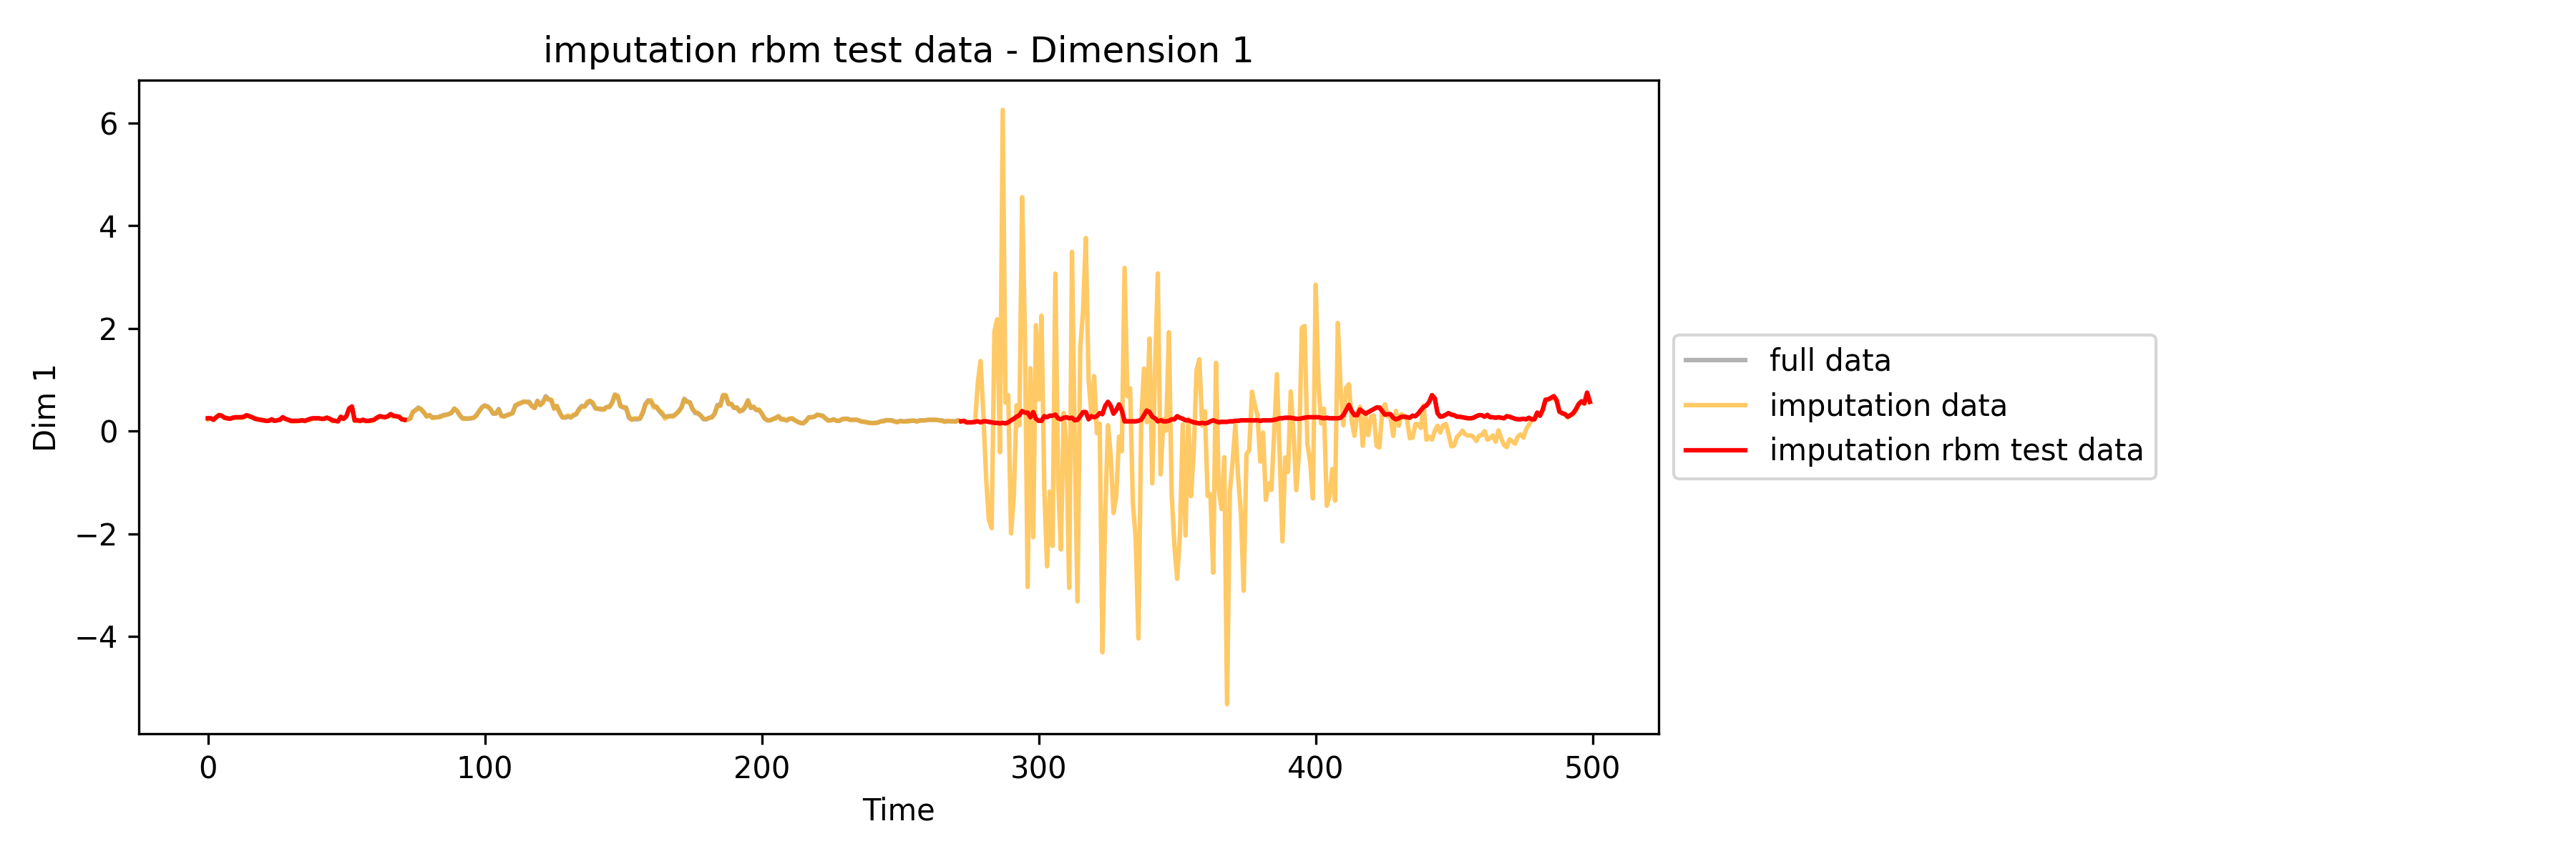 imputation rbm test data - Dimension 1
6
4
2
0
−2
−4
Dim 1
0
100
200
300
400
500
Time
full data
imputation data
imputation rbm test data